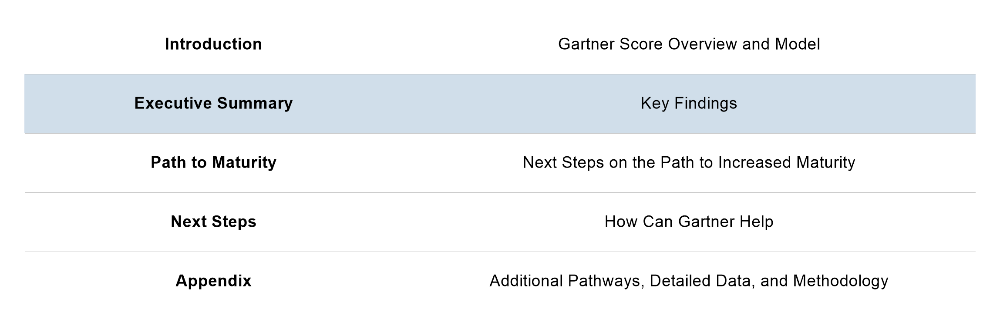 Introduction Gartner Score Overview and Model
Executive Summary Key Findings
Path to Maturity Next Steps on the Path to Increased Maturity
Next Steps How Can Gartner Help
Appendix Additional Pathways, Detailed Data, and Methodology